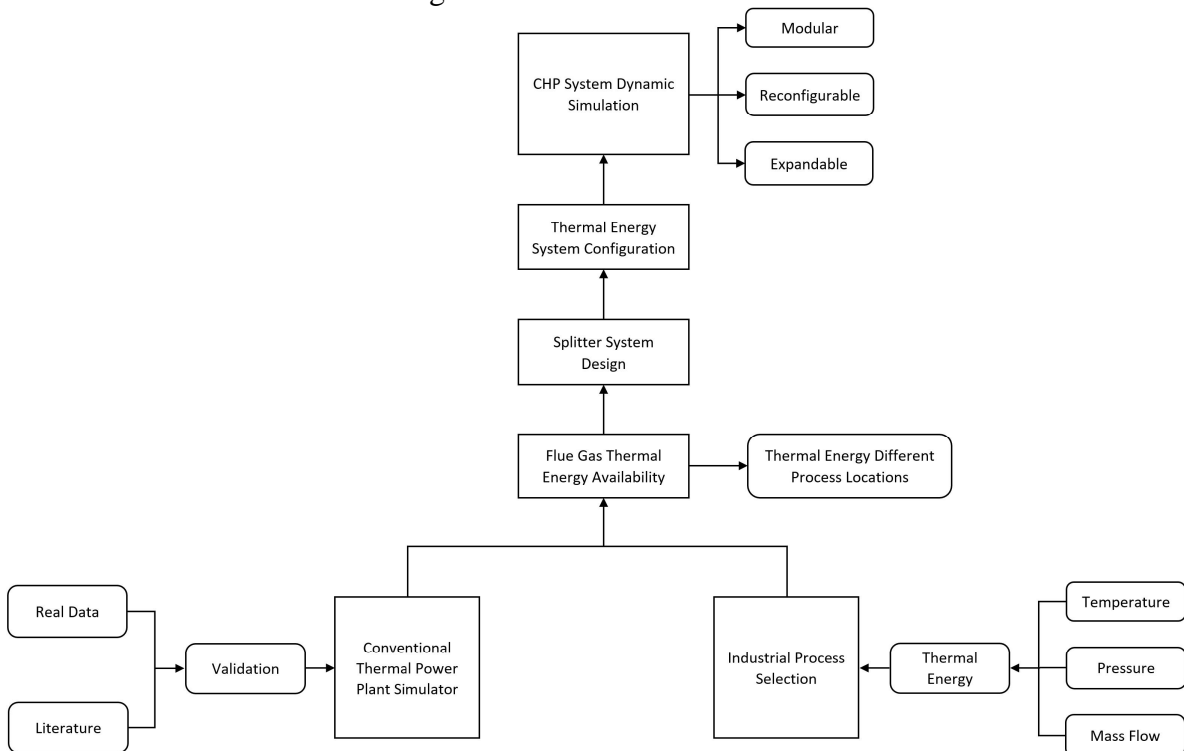 Modular
CHP System Dynamic
Simulation
Reconfigurable
Expandable
Thermal Energy
System Configuration
Splitter System
Design
Flue Gas Thermal
Energy Availability
Thermal Energy Different
Process Locations
Real Data
Validation
Literature
Conventional
Thermal Power
Plant Simulator
Industrial Process
Selection
Thermal
Energy
Temperature
Pressure
Mass Flow